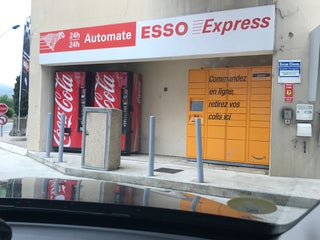 24h 24h Automate ESSO Express
Coca-Cola
Coca-Cola
Commandez
en ligne,
retirez vos
colis ici